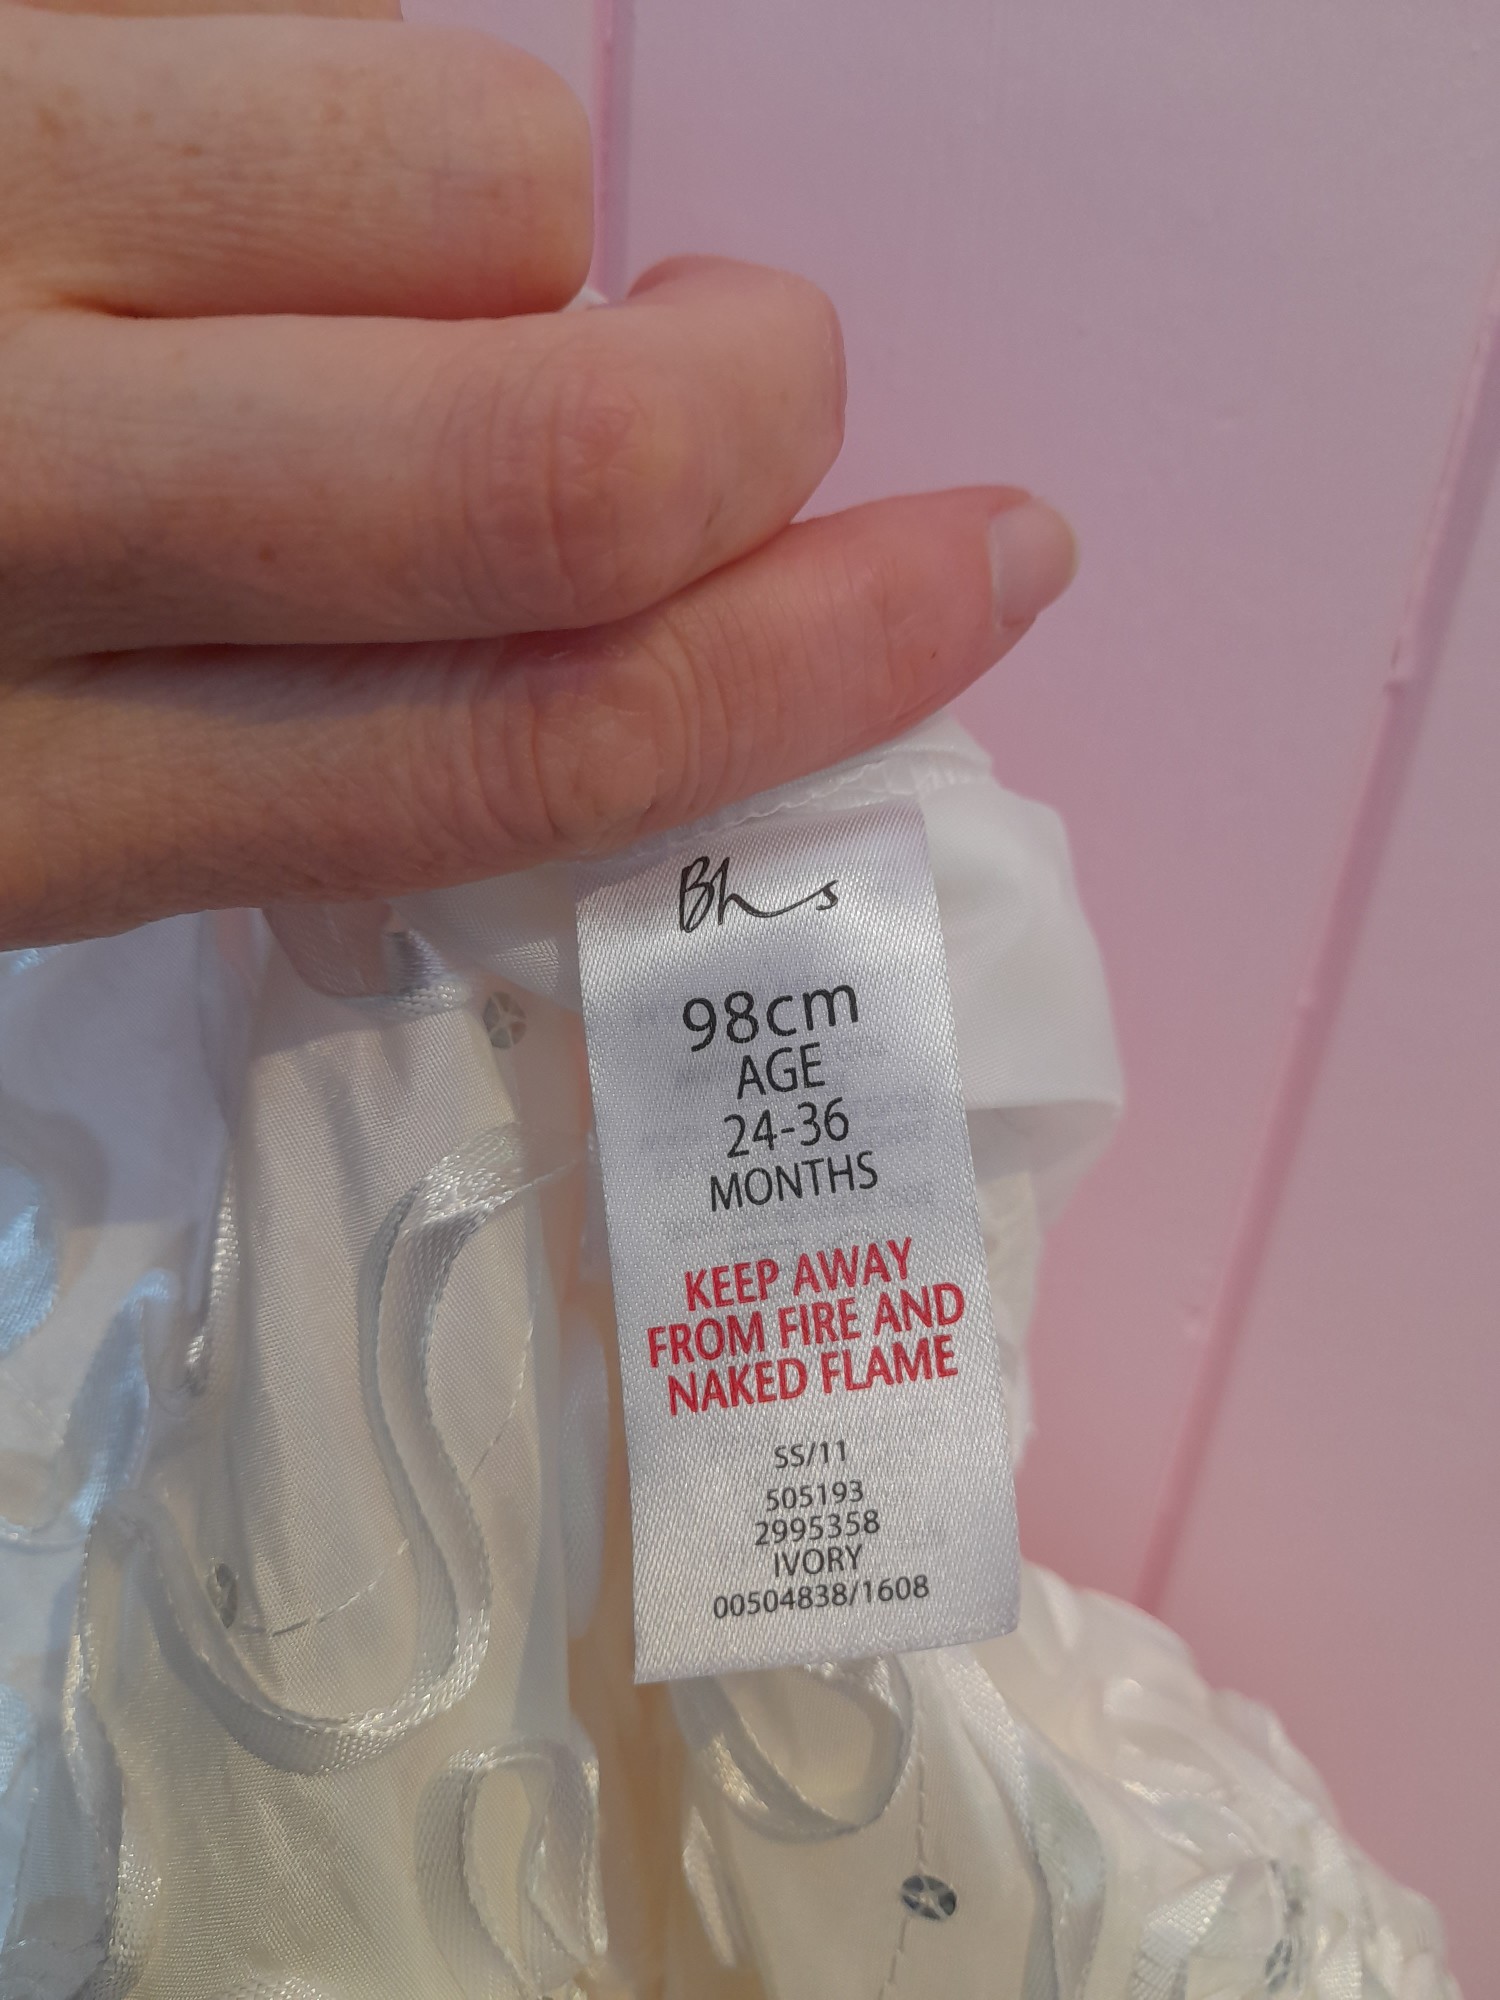 Bhs
98cm
AGE
24-36
MONTHS
KEEP AWAY
FROM FIRE AND
NAKED FLAME
SS/11
505193
2995358
IVORY
00504838/1608